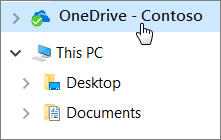 OneDrive - Contoso
This PC
Desktop
Documents